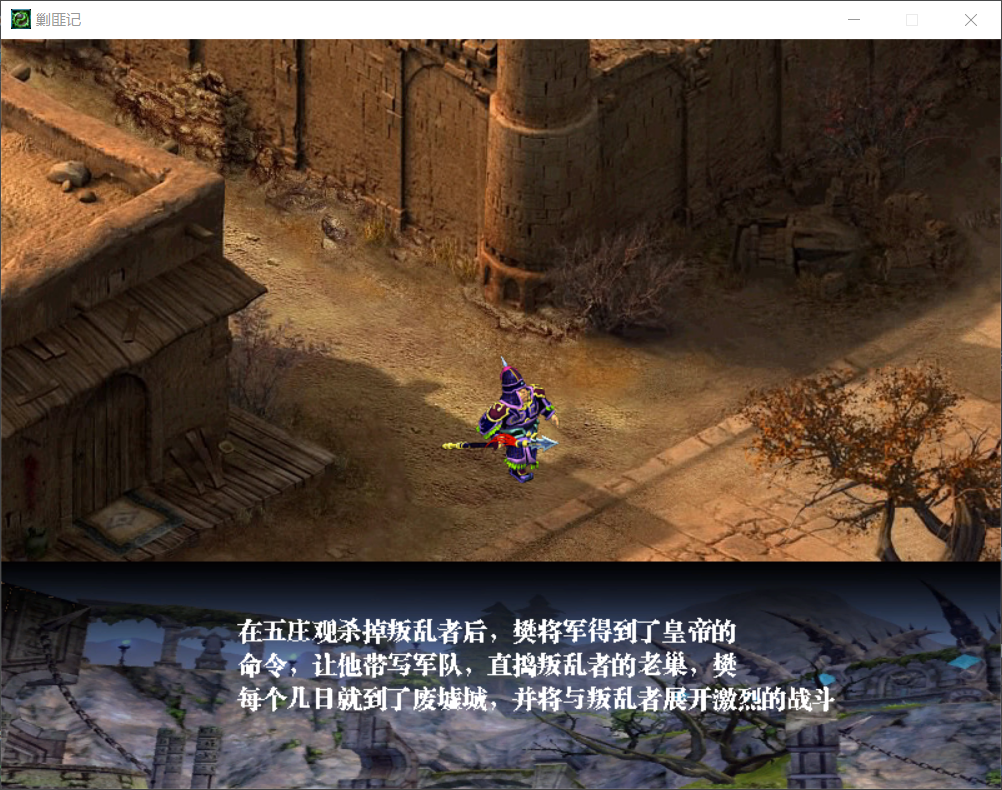 剿匪记
在五庄观杀掉叛乱者后，樊将军得到了皇帝的
命令，让他带写军队，直捣叛乱者的老巢，樊
每个几日就到了废墟城，并将与叛乱者展开激烈的战斗